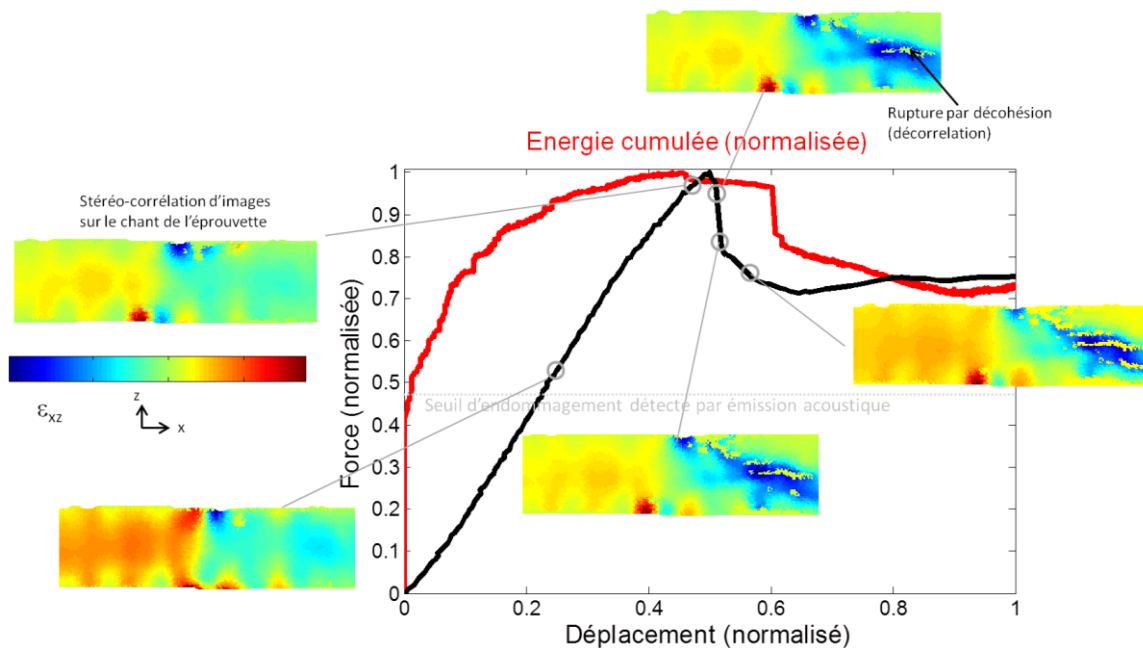 Rupture par décohésion
(décorrelation)
Energie cumulée (normalisée)
Stéréo-corrélation d'images
sur le chant de l'éprouvette
εxz
z
x
Force (normalisée)
1
0.9
0.8
0.7
0.6
0.5
0.4
0.3
0.2
0.1
0
Seuil d'endommagement détecté par émission acoustique
0 0.2 0.4 0.6 0.8 1
Déplacement (normalisé)